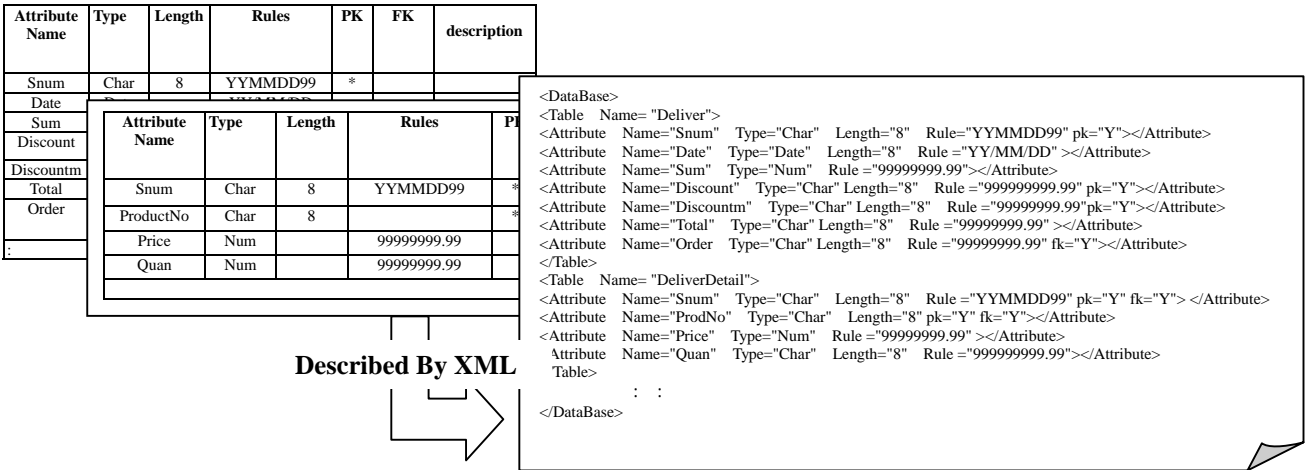 Attribute Name Type Length Rules PK FK description
Snum Char 8 YYMMDD99 *
Date
Sum
Discount
Discountm
Total
Order
:
Attribute Name Type Length Rules
Snum Char 8 YYMMDD99 *
ProductNo Char 8 *
Price Num 99999999.99
Quan Num 99999999.99
Described By XML
<DataBase>
<Table Name= "Deliver">
<Attribute Name="Snum" Type="Char" Length="8" Rule="YYMMDD99" pk="Y"></Attribute>
<Attribute Name="Date" Type="Date" Length="8" Rule ="YY/MM/DD" ></Attribute>
<Attribute Name="Sum" Type="Num" Rule ="99999999.99"></Attribute>
<Attribute Name="Discount" Type="Char" Length="8" Rule ="999999999.99" pk="Y"></Attribute>
<Attribute Name="Discountm" Type="Char" Length="8" Rule ="99999999.99"pk="Y"></Attribute>
<Attribute Name="Total" Type="Char" Length="8" Rule ="99999999.99" ></Attribute>
<Attribute Name="Order Type="Char" Length="8" Rule ="99999999.99" fk="Y"></Attribute>
</Table>
<Table Name= "DeliverDetail">
<Attribute Name="Snum" Type="Char" Length="8" Rule ="YYMMDD99" pk="Y" fk="Y"> </Attribute>
<Attribute Name="ProdNo" Type="Char" Length="8" pk="Y" fk="Y"></Attribute>
<Attribute Name="Price" Type="Num" Rule ="99999999.99" ></Attribute>
Attribute Name="Quan" Type="Char" Length="8" Rule ="999999999.99"></Attribute>
Table>
: :
</DataBase>